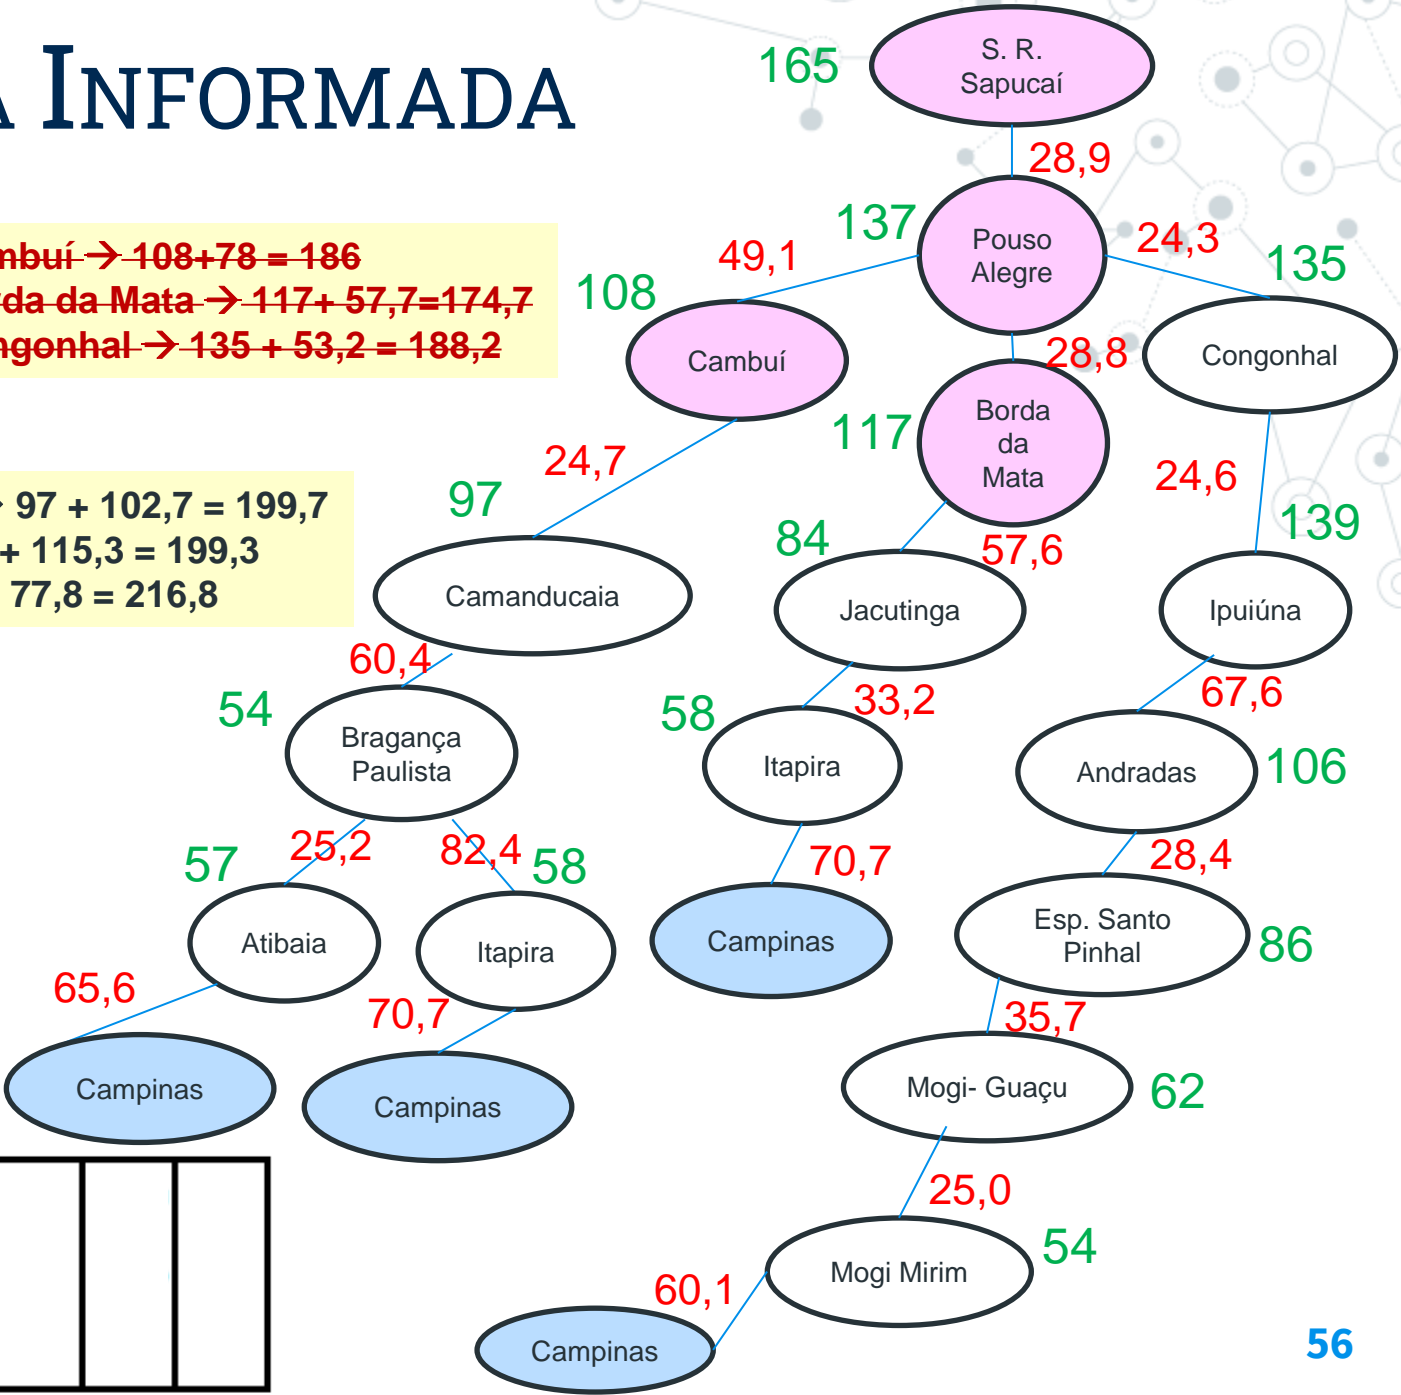 A INFORMADA
165
S. R.
Sapucaí
28,9
mbuí → 108+78 = 186
rda da Mata → 117+ 57,7=174,7
ngonhal → 135 + 53,2 = 188,2
137
Pouso
Alegre
49,1
24,3
108
135
Cambuí
28,8
Congonhal
117
Borda
da
Mata
24,7
24,6
97
84
57,6
139
→ 97 + 102,7 = 199,7
+ 115,3 = 199,3
77,8 = 216,8
Camanducaia
Jacutinga
Ipuiúna
60,4
33,2
67,6
54
Bragança
Paulista
58
Itapira
Andradas
106
57
25,2
82,4
58
70,7
28,4
Atibaia
Itapira
Campinas
Esp. Santo
Pinhal
86
65,6
70,7
35,7
Campinas
Campinas
Mogi- Guaçu
62
25,0
Mogi Mirim
54
60,1
Campinas
56